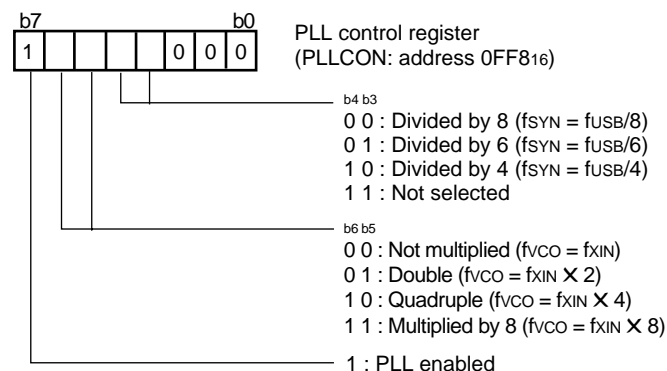 b7 b0
1 0 0 0
PLL control register
(PLLCON: address 0FF816)
b4 b3
0 0 : Divided by 8 (fSYN = fUSB/8)
0 1 : Divided by 6 (fSYN = fUSB/6)
1 0 : Divided by 4 (fSYN = fUSB/4)
1 1 : Not selected
b6 b5
0 0 : Not multiplied (fVCO = fXIN)
0 1 : Double (fVCO = fXIN X 2)
1 0 : Quadruple (fVCO = fXIN X 4)
1 1 : Multiplied by 8 (fVCO = fXIN X 8)
1 : PLL enabled